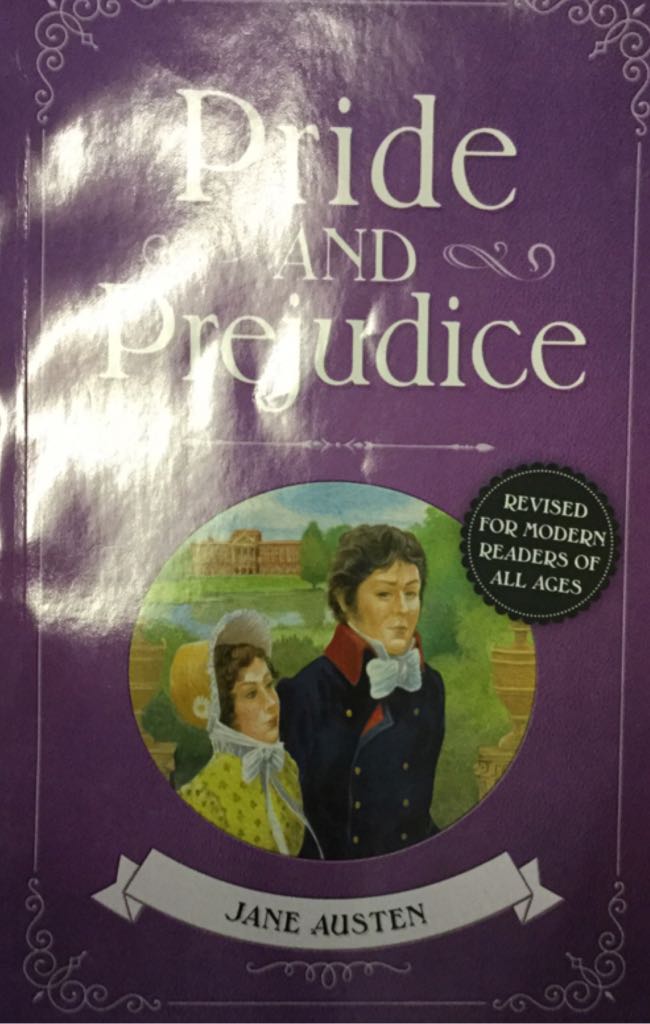 Pride
AND
Prejudice
REVISED
FOR MODERN
READERS OF
ALL AGES
JANE AUSTEN